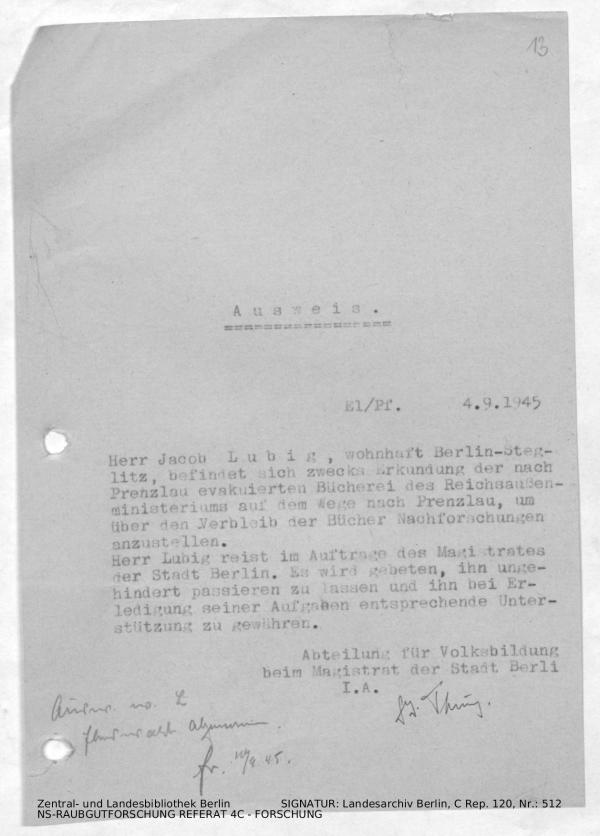 13
Ausweis.
El/Pf. 4.9.1945
Herr Jacob Lubig, wohnhaft Berlin-Steg-
litz, befindet sich zwecks Erkundung der nach
Prenzlau evakuierten Bücherei des Reichsaußen-
ministeriums auf dem Wege nach Prenzlau, um
über den Verbleib der Bücher Nachforschungen
anzustellen.
Herr Lubig reist im Auftrage des Magistrates
der Stadt Berlin. Es wird gebeten, ihn unge-
hindert passieren zu lassen und ihn bei Er-
ledigung seiner Aufgaben entsprechende Unter-
stützung zu gewähren.
Abteilung für Volksbildung
beim Magistrat der Stadt Berli
I.A.
gz.
Zentral- und Landesbibliothek Berlin SIGNATUR: Landesarchiv Berlin, C Rep. 120, Nr.: 512
NS-RAUBGUTFORSCHUNG REFERAT 4C - FORSCHUNG